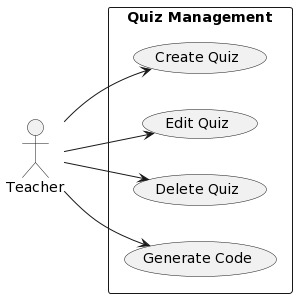 Quiz Management
Create Quiz
Edit Quiz
Teacher
Delete Quiz
Generate Code